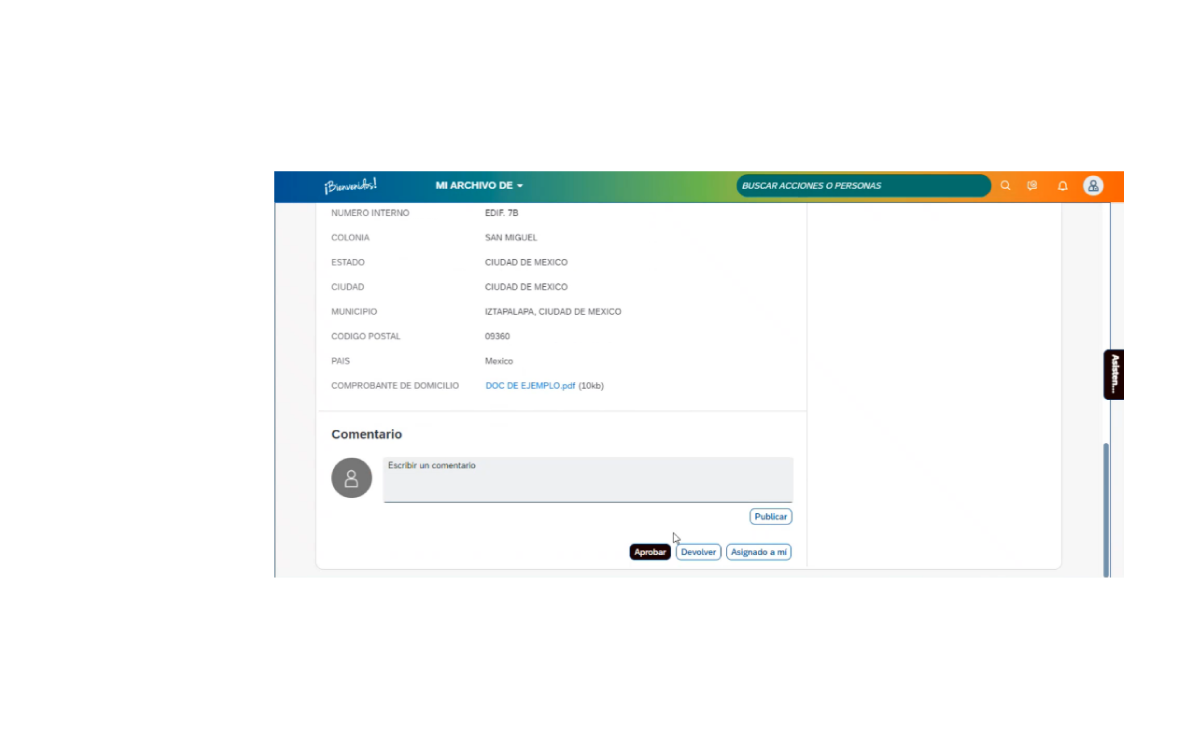 ¡Bienvenidos!
MI ARCHIVO DE
BUSCAR ACCIONES O PERSONAS
NUMERO INTERNO EDIF. 7B
COLONIA SAN MIGUEL
ESTADO CIUDAD DE MEXICO
CIUDAD CIUDAD DE MEXICO
MUNICIPIO IZTAPALAPA, CIUDAD DE MEXICO
CODIGO POSTAL 09360
PAIS Mexico
COMPROBANTE DE DOMICILIO DOC DE EJEMPLO.pdf (10kb)
Asisten...
Comentario
Escribir un comentario
Publicar
Aprobar Devolver Asignado a mí